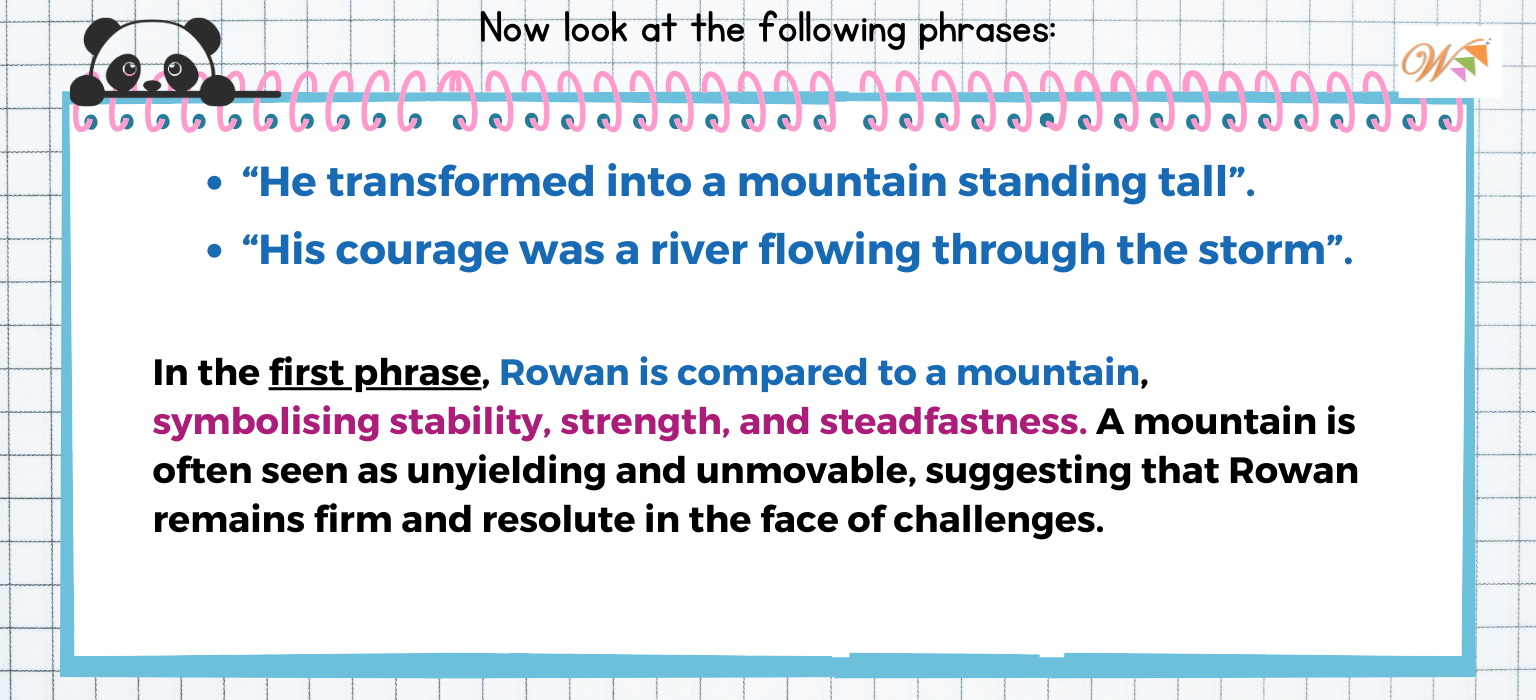 Now look at the following phrases:
W
• “He transformed into a mountain standing tall”.
• “His courage was a river flowing through the storm”.
In the first phrase, Rowan is compared to a mountain,
symbolising stability, strength, and steadfastness. A mountain is
often seen as unyielding and unmovable, suggesting that Rowan
remains firm and resolute in the face of challenges.